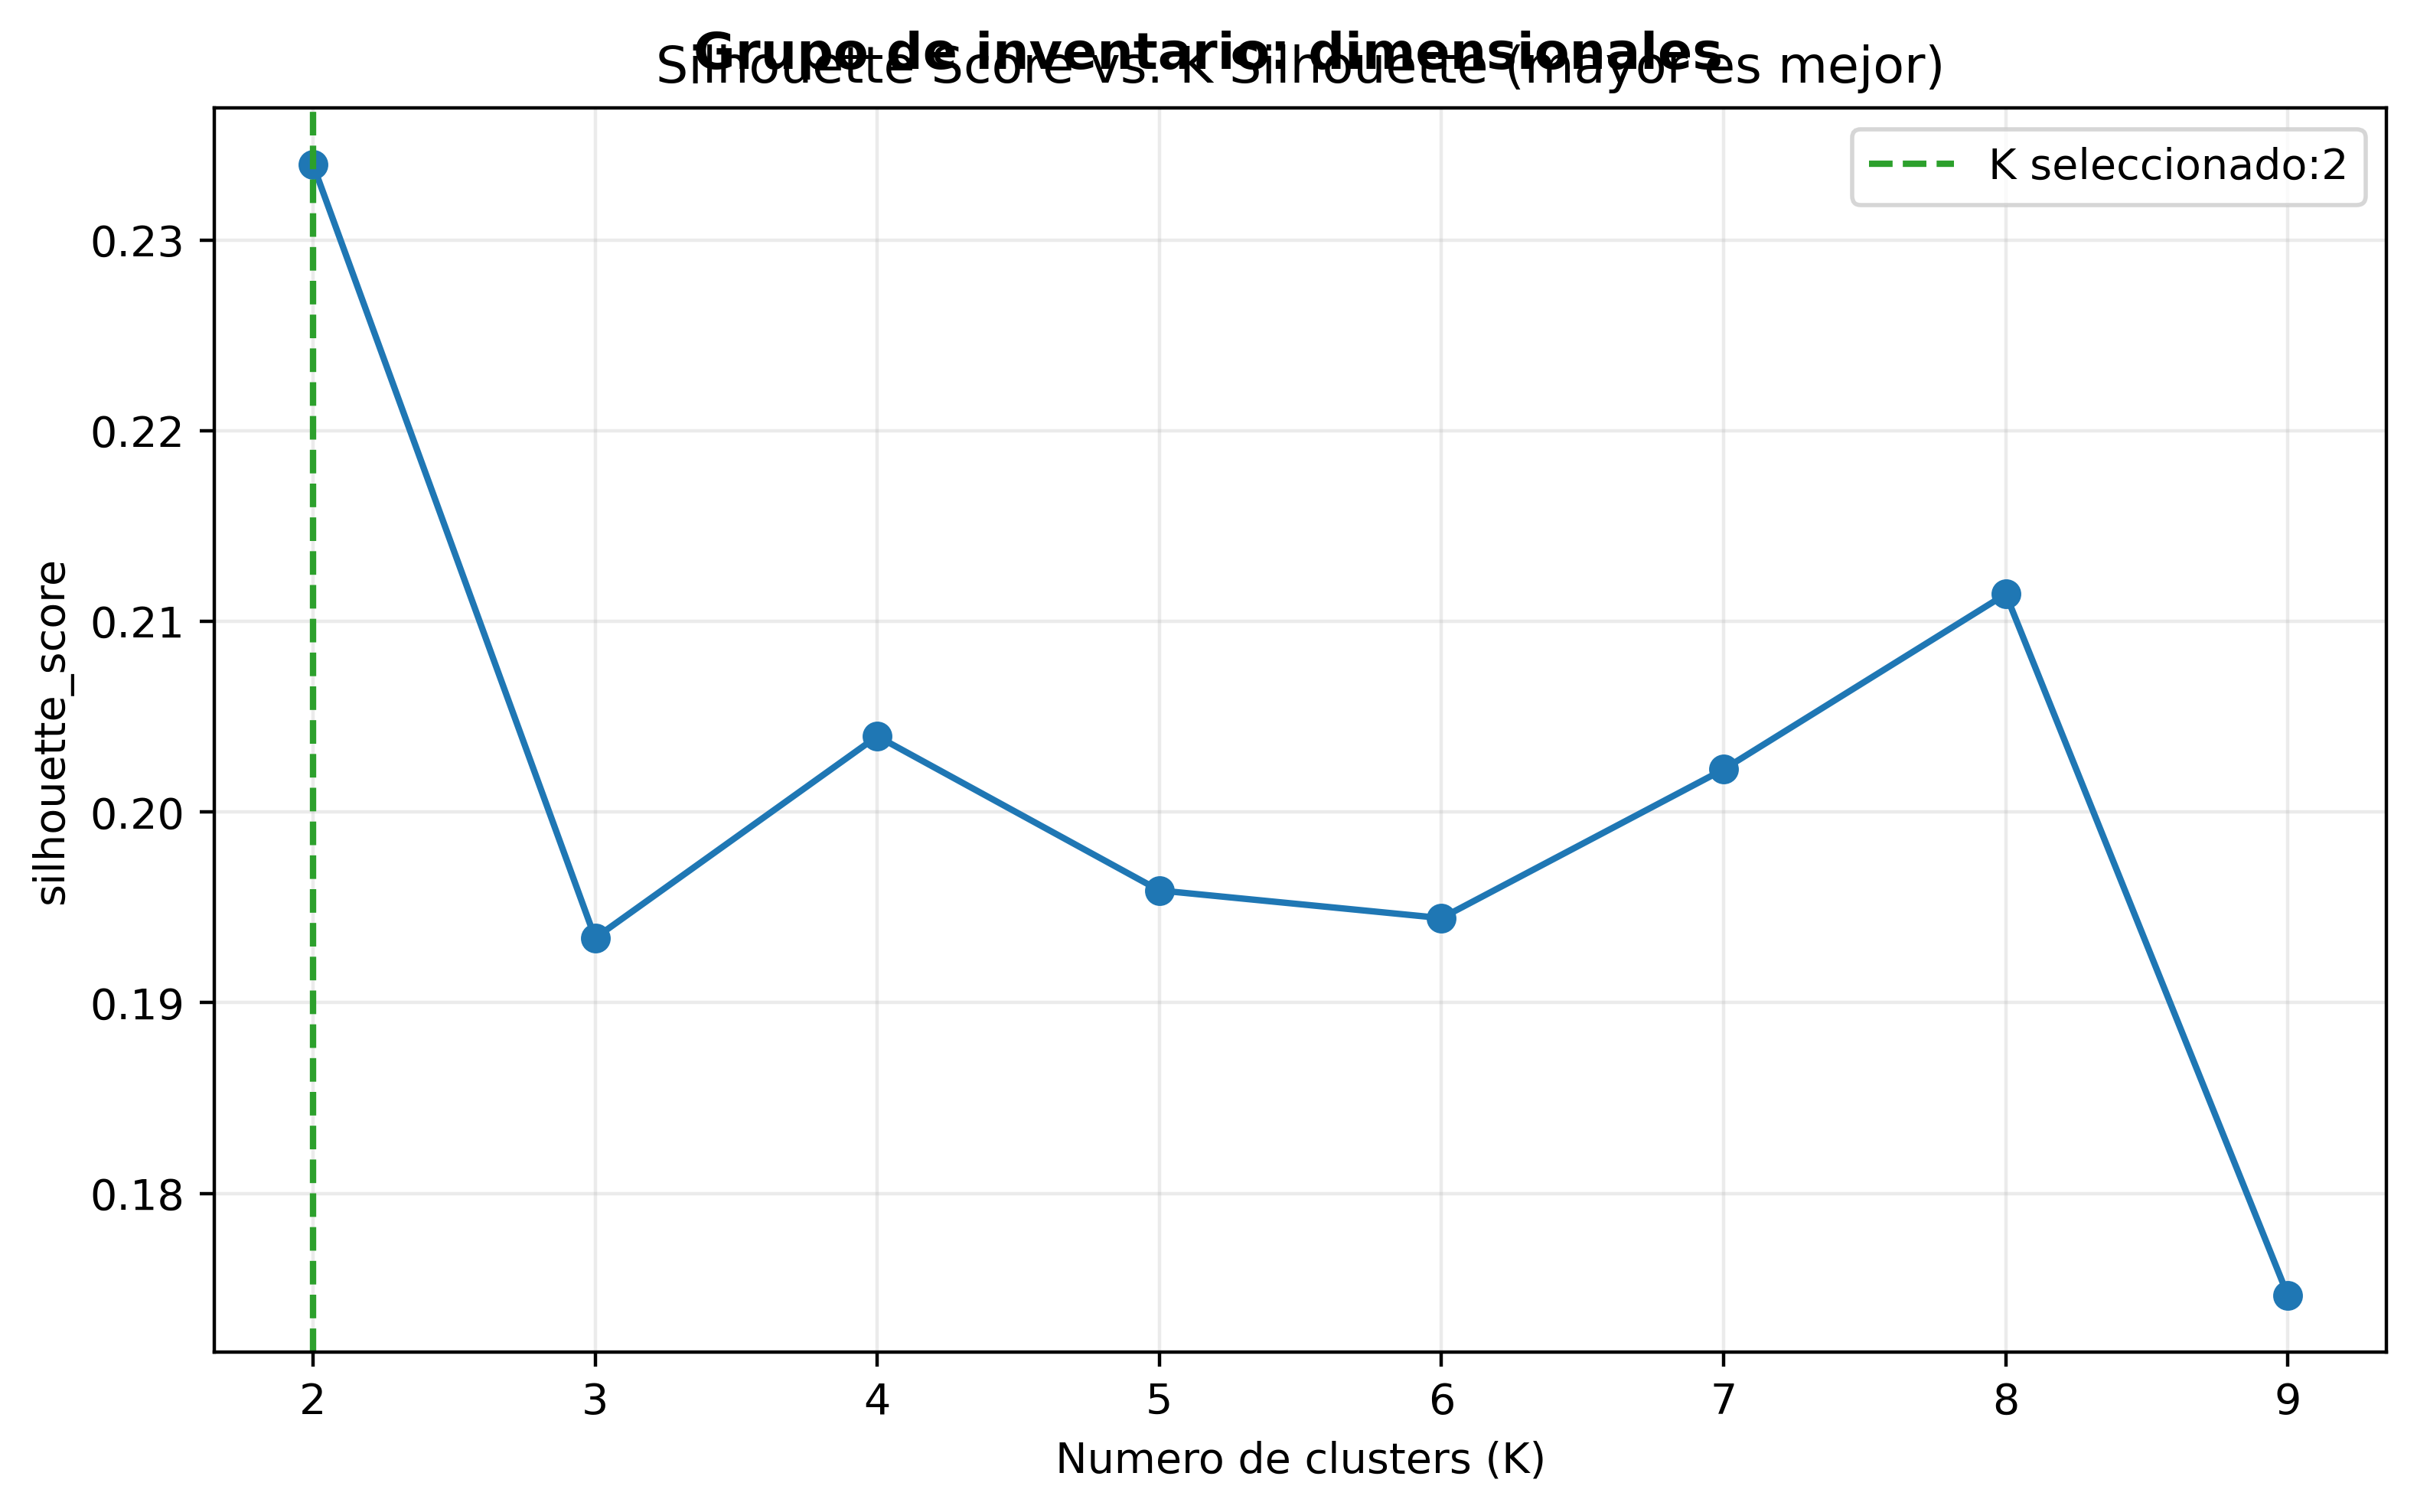 Grupo de inventario: dimensionales
Silhouette Score vs. K Silhouette (mayor es mejor)
K seleccionado:2
0.23
0.22
0.21
0.20
0.19
0.18
silhouette_score
2 3 4 5 6 7 8 9
Numero de clusters (K)